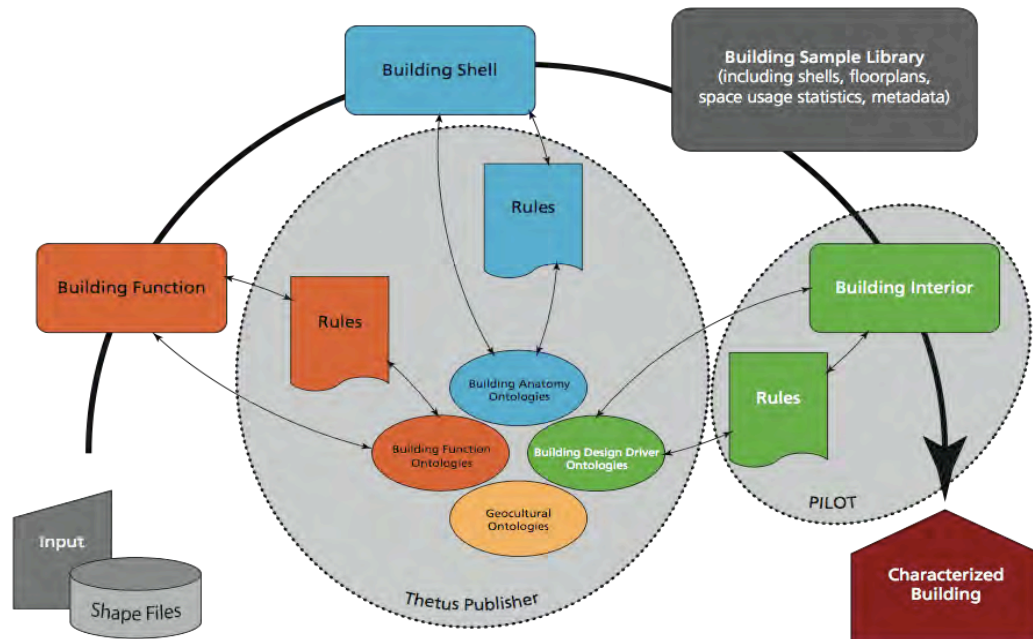 Building Shell
Building Sample Library
(including shells, floorplans,
space usage statistics, metadata)
Rules
Building Function
Rules
Building Interior
Building Anatomy
Ontologies
Rules
Building Function
Ontologies
Building Design Driver
Ontologies
Geocultural
Ontologies
PILOT
Input
Shape Files
Thetus Publisher
Characterized
Building